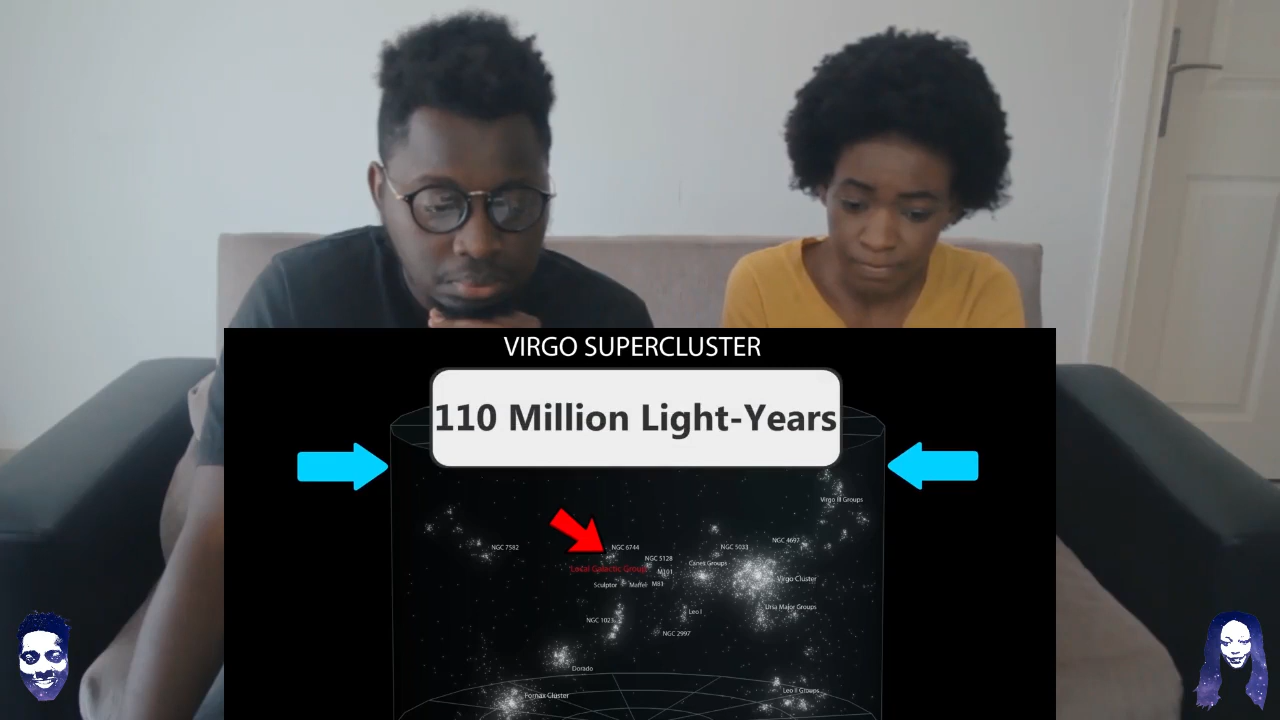 VIRGO SUPERCLUSTER
110 Million Light-Years
Virgo III Groups
NGC 7582
NGC 6744
NGC 5033
NGC 4697
NGC 5128
Canes Groups
Local Galactic Group
M101
Sculptor
Maffei
M81
Virgo Cluster
Leo I
Ursa Major Groups
NGC 1023
NGC 2997
Dorado
Fornax Cluster
Leo II Groups